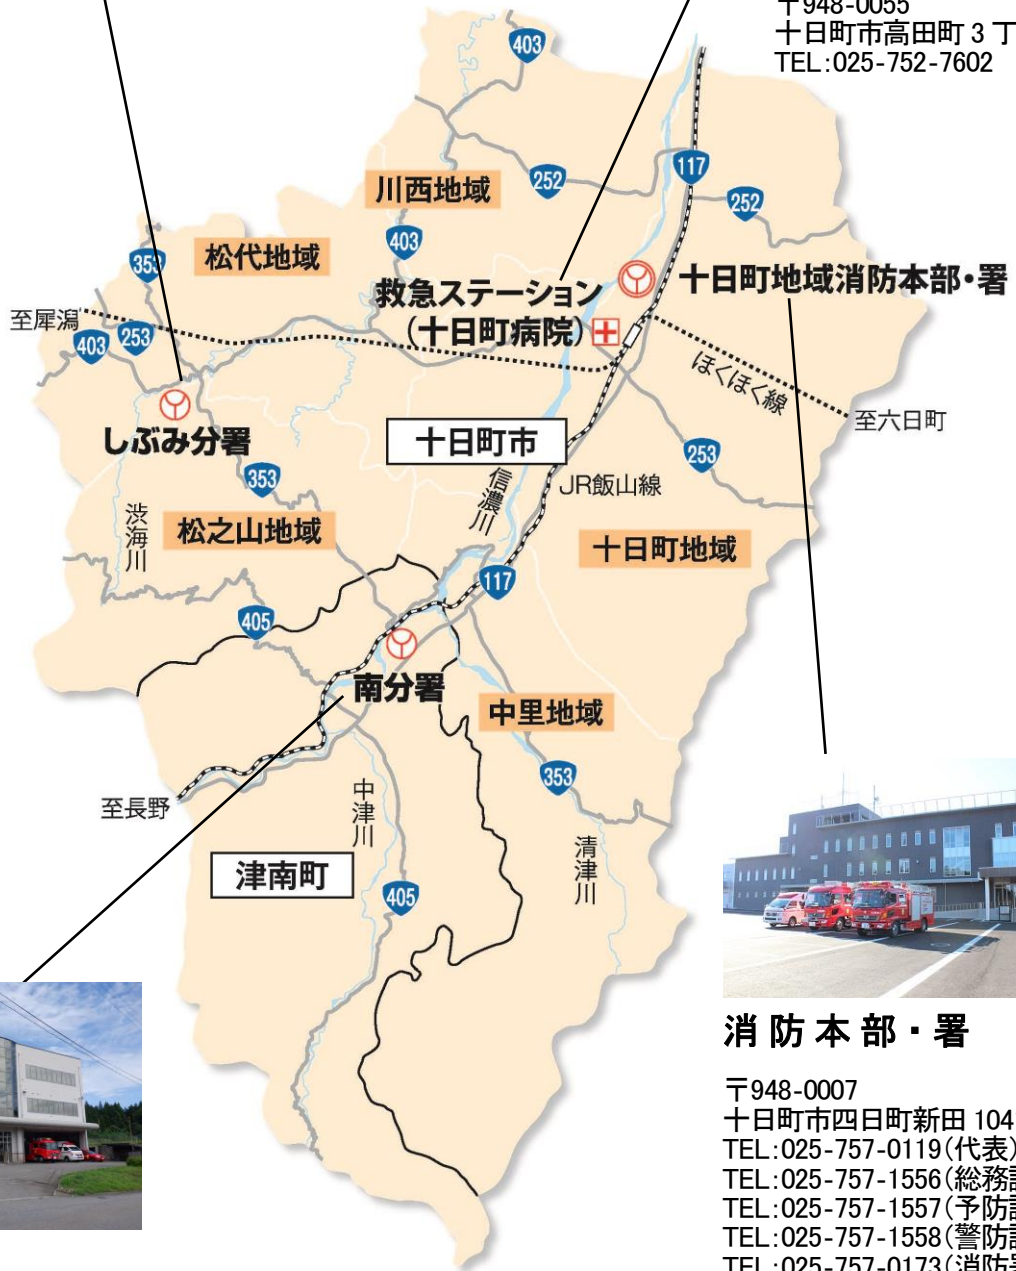 〒948-0055
十日町市高田町3丁
TEL:025-752-7602
403
117
252
252
川西地域
403
353
松代地域
救急ステーション
(十日町病院)
十日町地域消防本部・署
至犀潟
403
253
ほくほく線
至六日町
しぶみ分署
十日町市
253
353
信濃川
JR飯山線
渋海川
松之山地域
十日町地域
117
405
南分署
中里地域
353
至長野
中津川
清津川
津南町
405
消防本部・署
〒948-0007
十日町市四日町新田104
TEL:025-757-0119(代表)
TEL:025-757-1556(総務
TEL:025-757-1557(予防
TEL:025-757-1558(警防
TEL:025-757-0173(消防